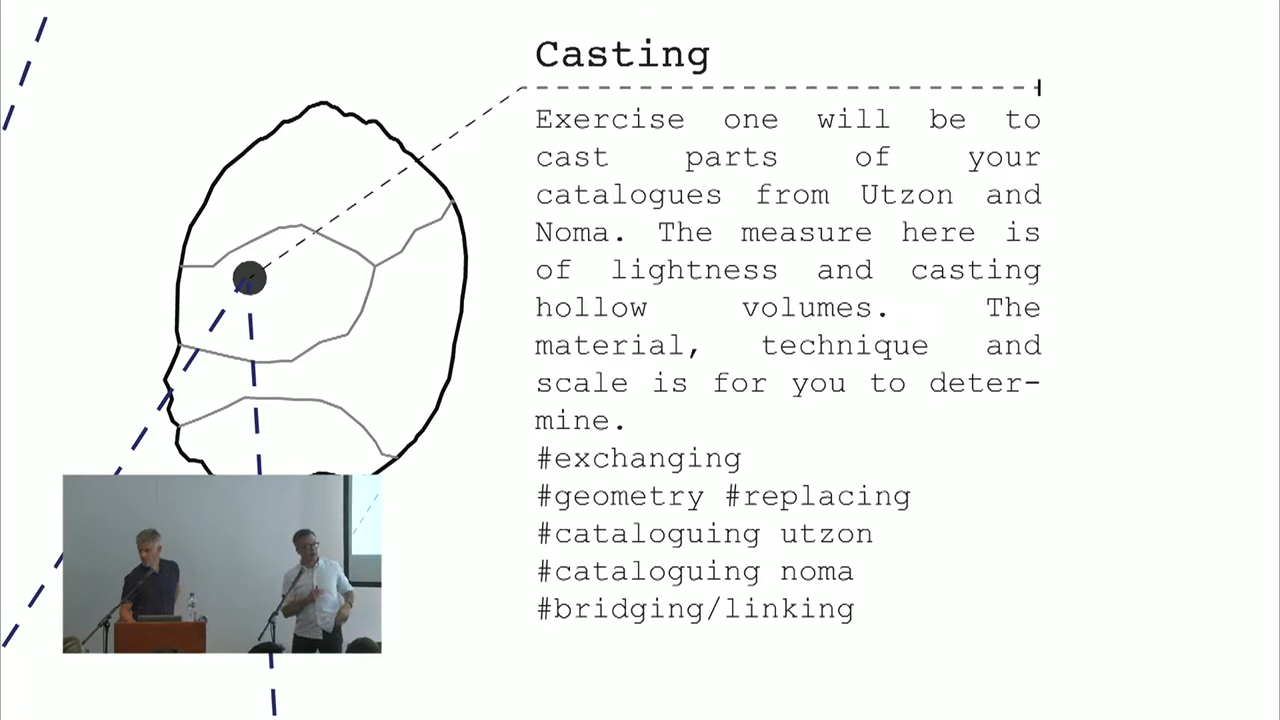 Casting
Exercise one will be to
cast parts of your
catalogues from Utzon and
Noma. The measure here is
of lightness and casting
hollow volumes. The
material, technique and
scale is for you to deter-
mine.
#exchanging
#geometry #replacing
#cataloguing utzon
#cataloguing noma
#bridging/linking